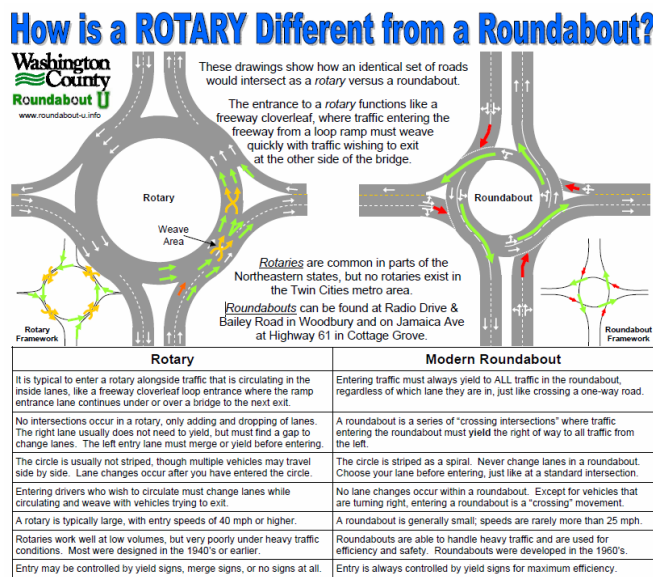 How is a ROTARY Different from a Roundabout?
Washington
County
Roundabout U
www.roundabout-u.info
These drawings show how an identical set of roads
would intersect as a rotary versus a roundabout.
The entrance to a rotary functions like a
freeway cloverleaf, where traffic entering the
freeway from a loop ramp must weave
quickly with traffic wishing to exit
at the other side of the bridge.
Rotary
Weave
Area
Roundabout
Rotaries are common in parts of the
Northeastern states, but no rotaries exist in
the Twin Cities metro area.
Roundabouts can be found at Radio Drive &
Bailey Road in Woodbury and on Jamaica Ave
at Highway 61 in Cottage Grove.
Rotary
Framework
Roundabout
Framework
Rotary
Modern Roundabout
It is typical to enter a rotary alongside traffic that is circulating in the
inside lanes, like a freeway cloverleaf loop entrance where the ramp
entrance lane continues under or over a bridge to the next exit.
Entering traffic must always yield to ALL traffic in the roundabout,
regardless of which lane they are in, just like crossing a one-way road.
No intersections occur in a rotary, only adding and dropping of lanes.
The right lane usually does not need to yield, but must find a gap to
change lanes. The left entry lane must merge or yield before entering.
A roundabout is a series of “crossing intersections” where traffic
entering the roundabout must yield the right of way to all traffic from
the left.
The circle is usually not striped, though multiple vehicles may travel
side by side. Lane changes occur after you have entered the circle.
The circle is striped as a spiral. Never change lanes in a roundabout.
Choose your lane before entering, just like at a standard intersection.
Entering drivers who wish to circulate must change lanes while
circulating and weave with vehicles trying to exit.
No lane changes occur within a roundabout. Except for vehicles that
are turning right, entering a roundabout is a “crossing” movement.
A rotary is typically large, with entry speeds of 40 mph or higher.
A roundabout is generally small; speeds are rarely more than 25 mph.
Rotaries work well at low volumes, but very poorly under heavy traffic
conditions. Most were designed in the 1940's or earlier.
Roundabouts are able to handle heavy traffic and are used for
efficiency and safety. Roundabouts were developed in the 1960's.
Entry may be controlled by yield signs, merge signs, or no signs at all.
Entry is always controlled by yield signs for maximum efficiency.